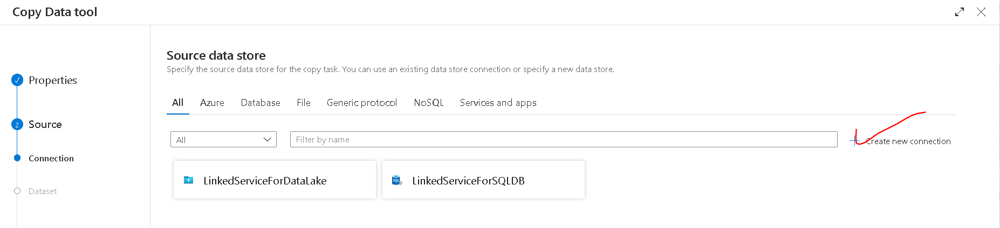 Copy Data tool
Properties
2 Source
Connection
Dataset
Source data store
Specify the source data store for the copy task. You can use an existing data store connection or specify a new data store.
All Azure Database File Generic protocol NoSQL Services and apps
All Filter by name Create new connection
LinkedServiceForDataLake SQL LinkedServiceForSQLDB